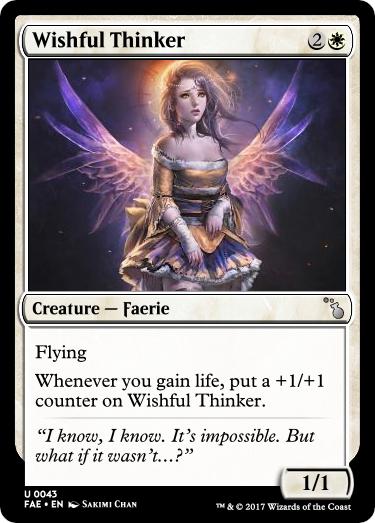 Wishful Thinker 2
Creature — Faerie
Flying
Whenever you gain life, put a +1/+1
counter on Wishful Thinker.
“I know, I know. It’s impossible. But
what if it wasn’t...?”
1/1
U 0043
FAE • EN Sakimi Chan
™ & © 2017 Wizards of the Coast